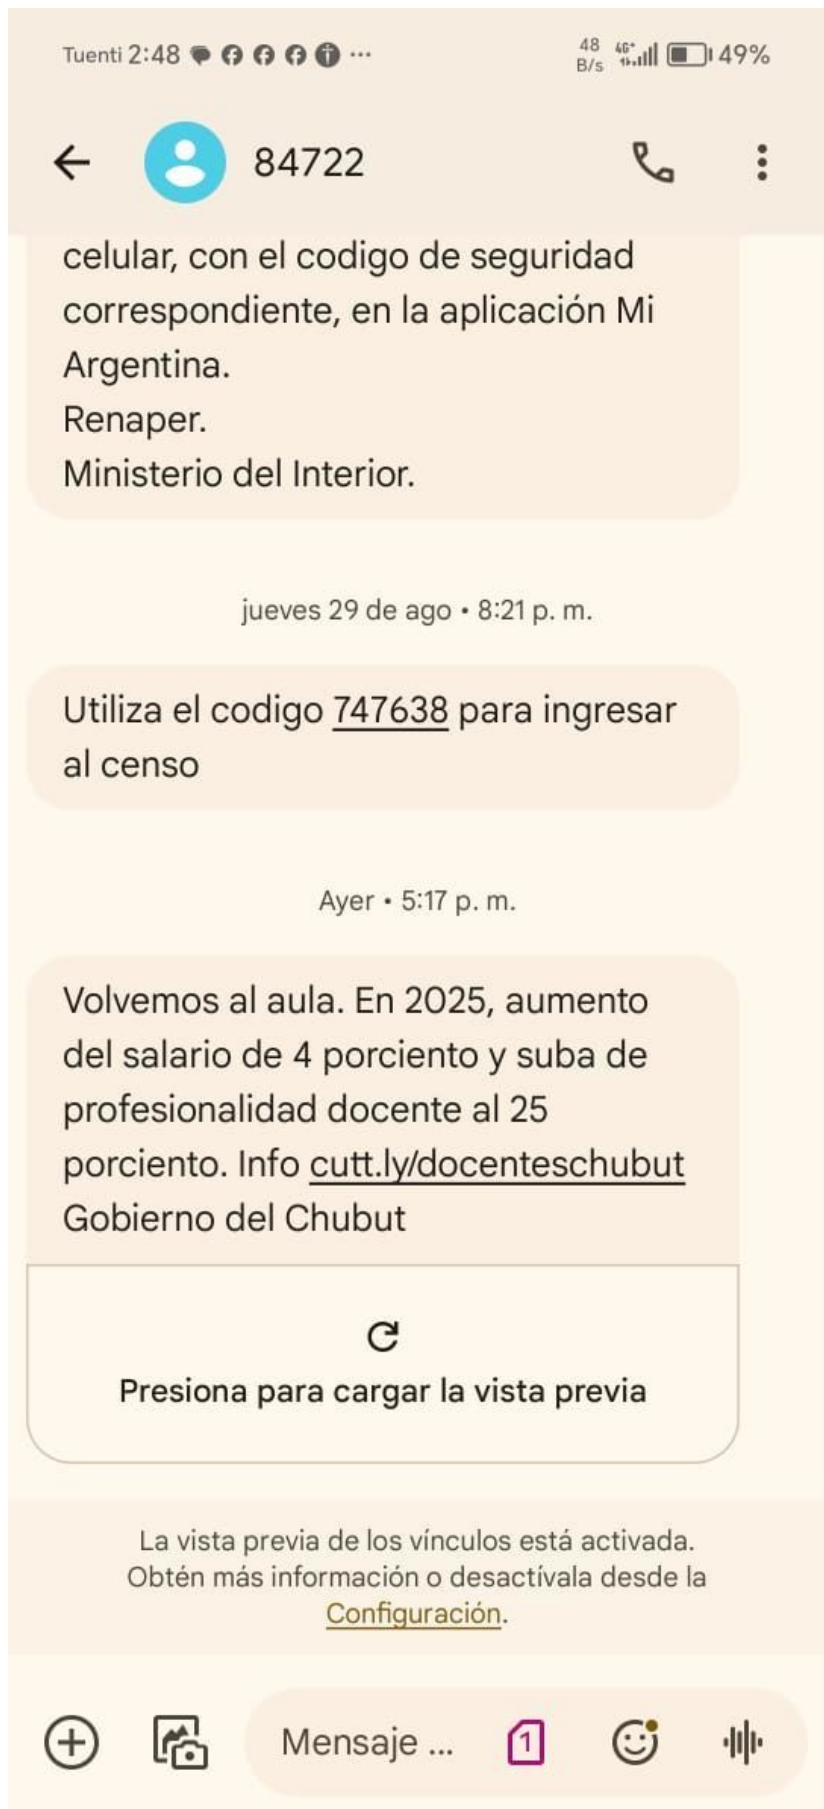 Tuenti 2:48
48 B/s 4G+ 49%
84722
celular, con el codigo de seguridad
correspondiente, en la aplicación Mi
Argentina.
Renaper.
Ministerio del Interior.
jueves 29 de ago • 8:21 p. m.
Utiliza el codigo 747638 para ingresar
al censo
Ayer • 5:17 p. m.
Volvemos al aula. En 2025, aumento
del salario de 4 porciento y suba de
profesionalidad docente al 25
porciento. Info cutt.ly/docenteschubut
Gobierno del Chubut
Presiona para cargar la vista previa
La vista previa de los vínculos está activada.
Obtén más información o desactívala desde la
Configuración.
Mensaje ... 1